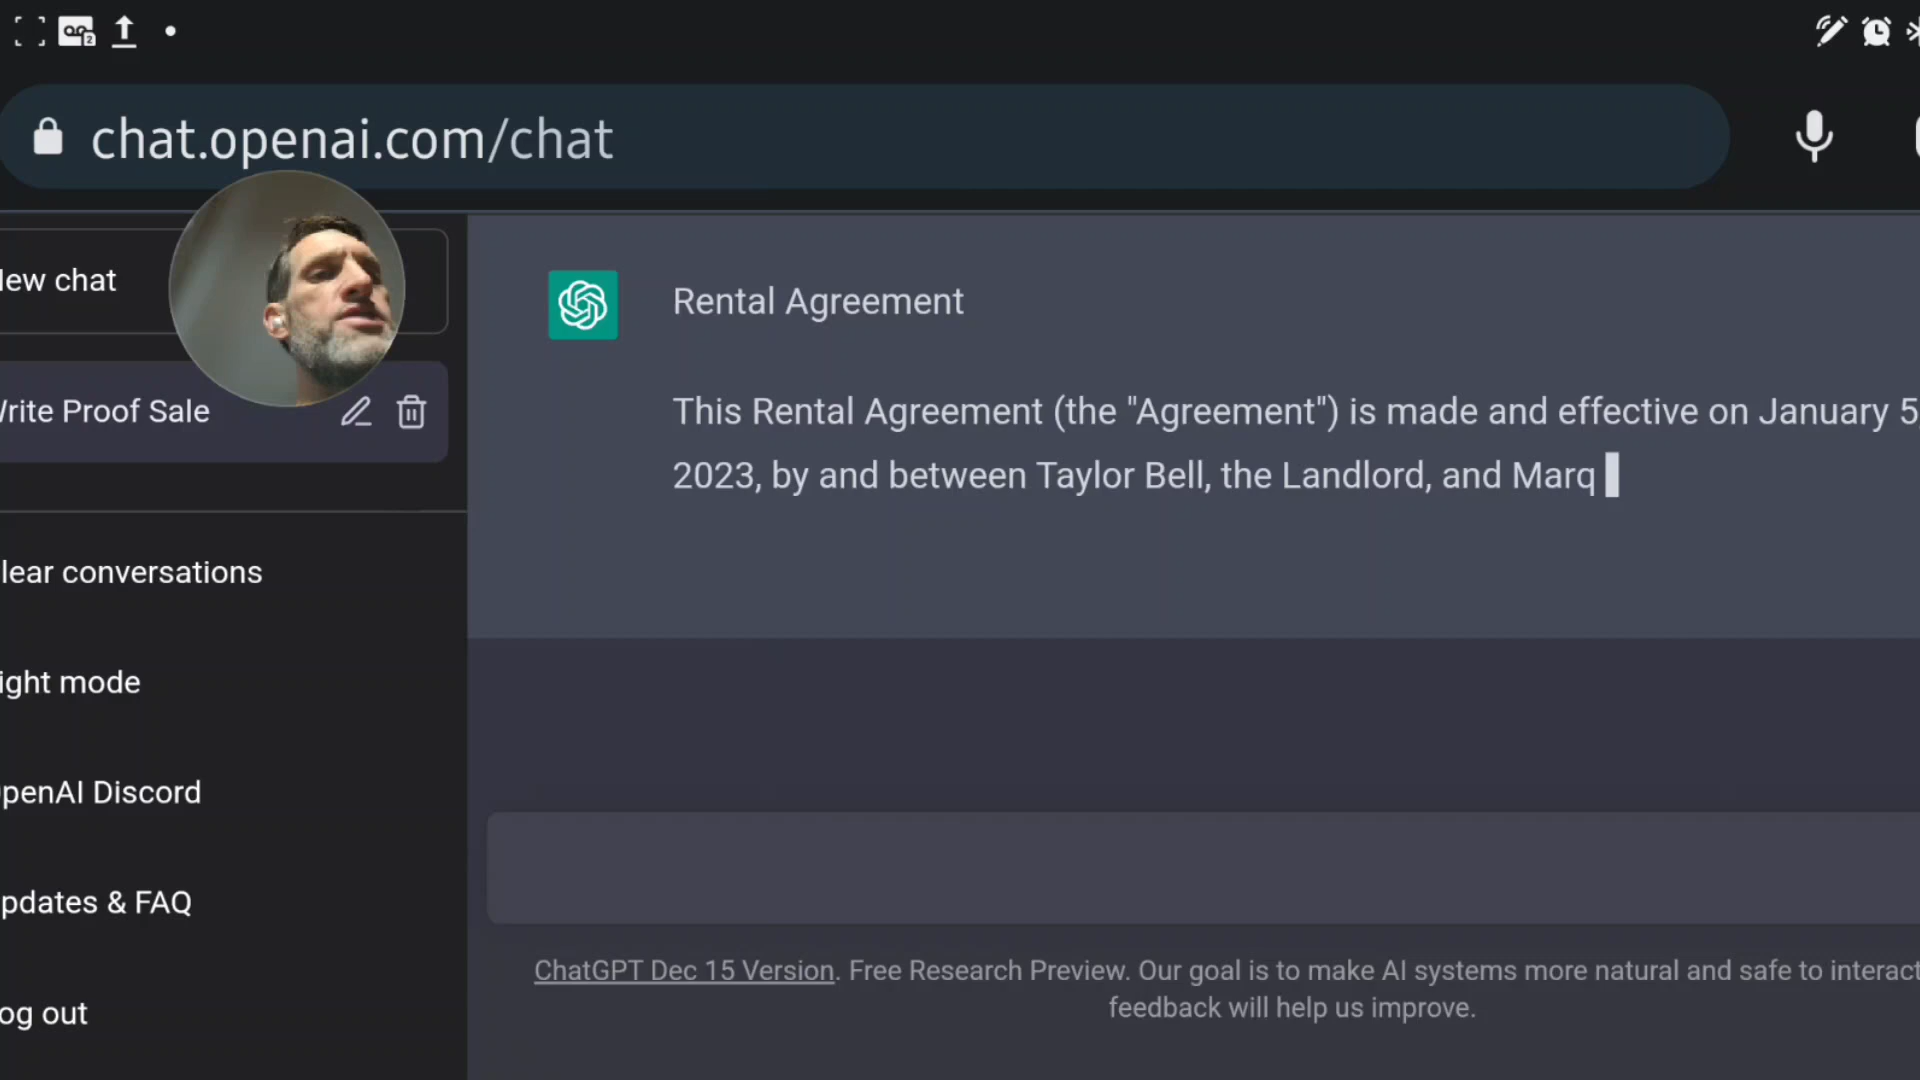 chat.openai.com/chat
ew chat
rite Proof Sale
lear conversations
ight mode
penAI Discord
pdates & FAQ
og out
Rental Agreement
This Rental Agreement (the "Agreement") is made and effective on January 5,
2023, by and between Taylor Bell, the Landlord, and Marq
ChatGPT Dec 15 Version. Free Research Preview. Our goal is to make AI systems more natural and safe to interact
feedback will help us improve.